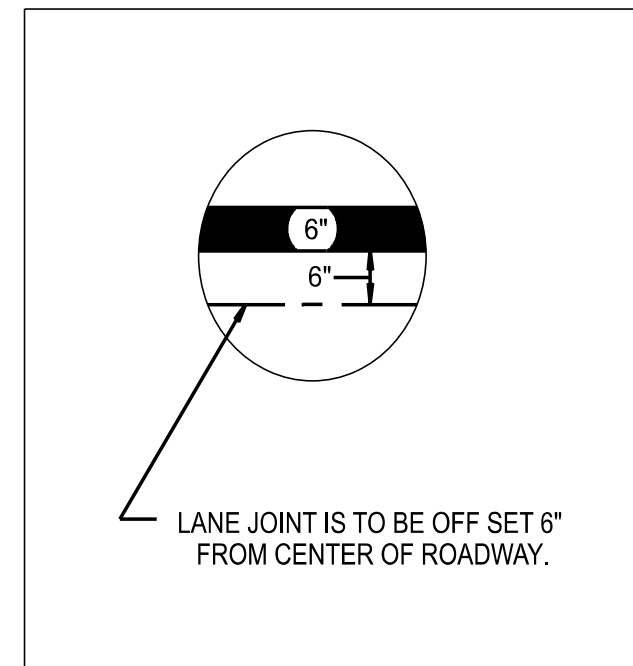 6"
6"
LANE JOINT IS TO BE OFF SET 6"
FROM CENTER OF ROADWAY.